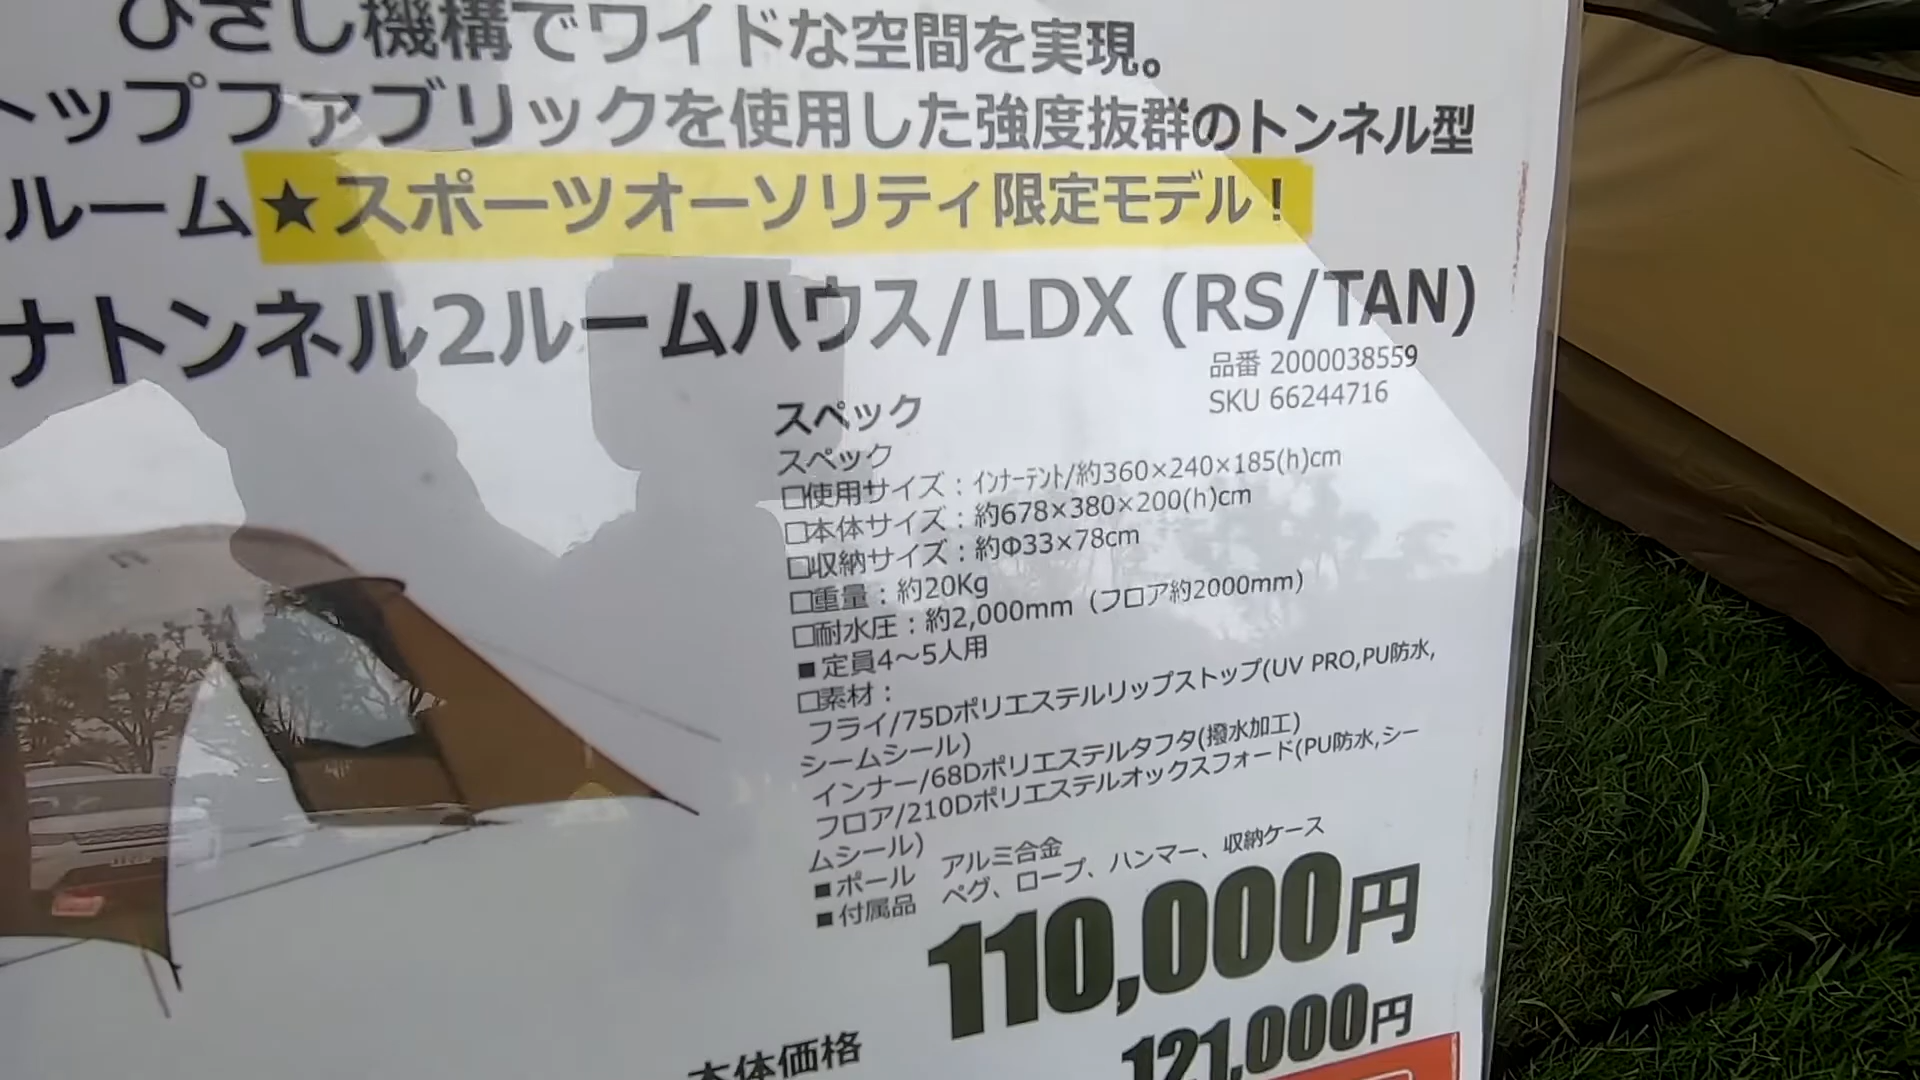 ひさし機構でワイドな空間を実現。
トップファブリックを使用した強度抜群のトンネル型
ルーム★スポーツオーソリティ限定モデル!
ナトンネル2ルームハウス/LDX (RS/TAN)
品番 2000038559
SKU 66244716
スペック
スペック
□使用サイズ:インナーテント/約360×240×185(h)cm
□本体サイズ:約678×380×200(h)cm
□収納サイズ:約Φ33×78cm
□重量:約20Kg
□耐水圧:約2,000mm(フロア約2000mm)
■定員4〜5人用
□素材:
フライ/75Dポリエステルリップストップ(UV PRO,PU防水,
シームシール)
インナー/68Dポリエステルタフタ(撥水加工)
フロア/210Dポリエステルオックスフォード(PU防水,シー
ムシール)
■ポール アルミ合金
■付属品 ペグ、ロープ、ハンマー、収納ケース
110,000円
本体価格
121,000円